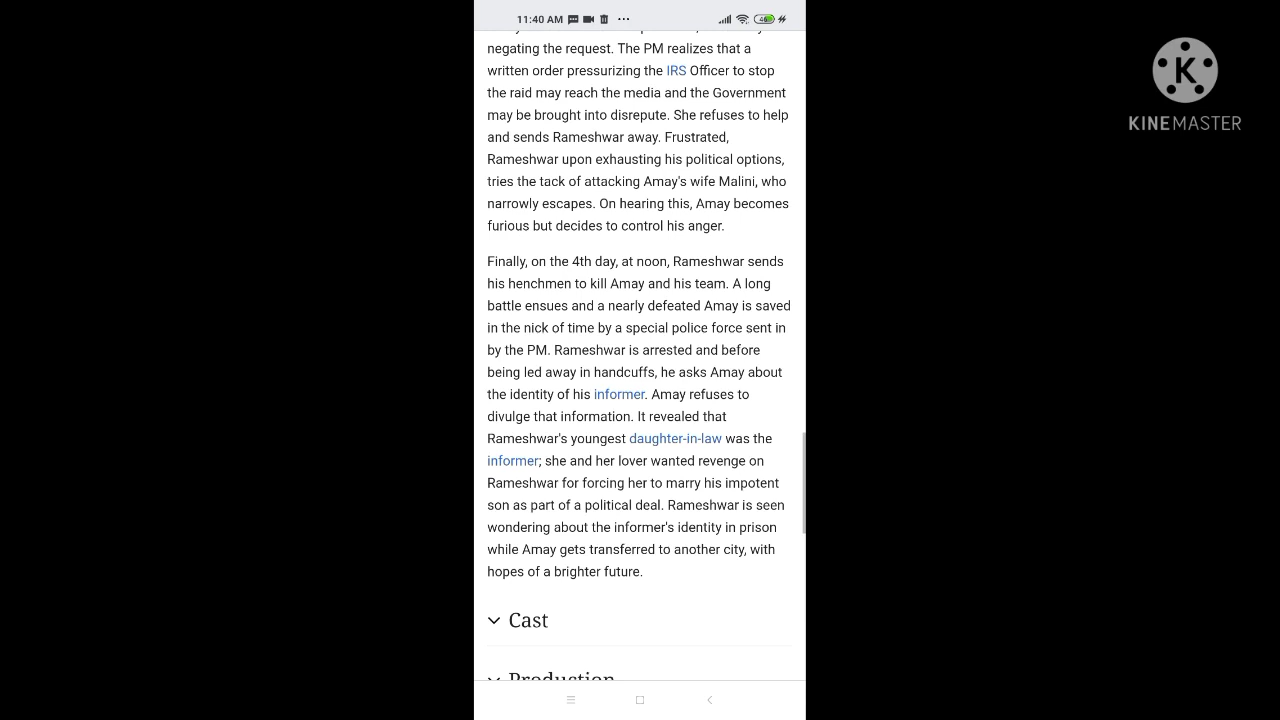 11:40 AM
46
negating the request. The PM realizes that a
written order pressurizing the IRS Officer to stop
the raid may reach the media and the Government
may be brought into disrepute. She refuses to help
and sends Rameshwar away. Frustrated,
Rameshwar upon exhausting his political options,
tries the tack of attacking Amay's wife Malini, who
narrowly escapes. On hearing this, Amay becomes
furious but decides to control his anger.
Finally, on the 4th day, at noon, Rameshwar sends
his henchmen to kill Amay and his team. A long
battle ensues and a nearly defeated Amay is saved
in the nick of time by a special police force sent in
by the PM. Rameshwar is arrested and before
being led away in handcuffs, he asks Amay about
the identity of his informer. Amay refuses to
divulge that information. It revealed that
Rameshwar's youngest daughter-in-law was the
informer; she and her lover wanted revenge on
Rameshwar for forcing her to marry his impotent
son as part of a political deal. Rameshwar is seen
wondering about the informer's identity in prison
while Amay gets transferred to another city, with
hopes of a brighter future.
Cast
Production
K
KINEMASTER